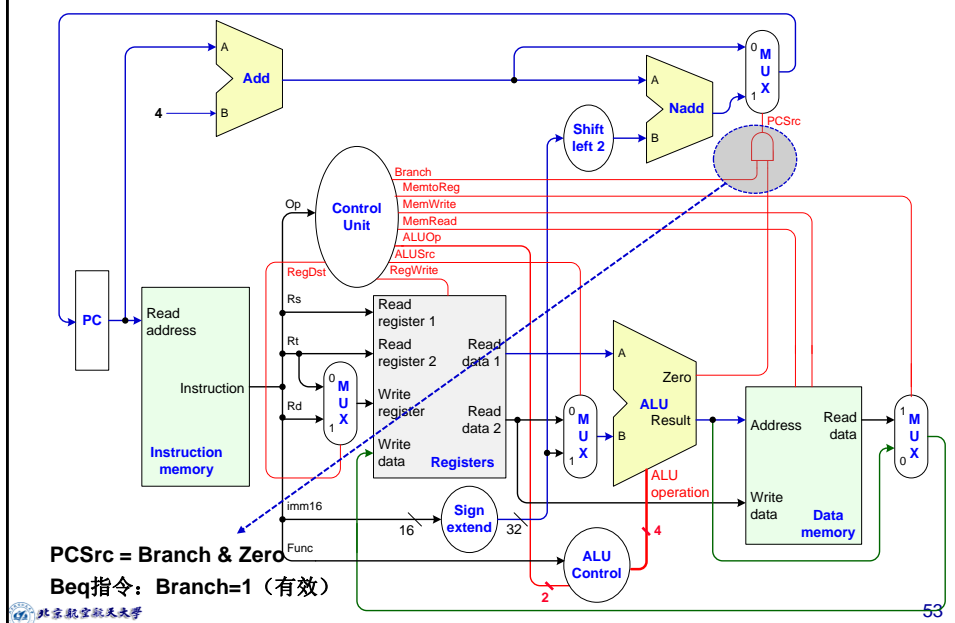 A
Add
4
B
A
Nadd
B
Shift
left 2
0
M
U
X
1
PCSrc
Branch
MemtoReg
MemWrite
MemRead
ALUOp
ALUSrc
RegWrite
RegDst
Op
Control
Unit
PC
Read
address
Instruction
Instruction
memory
Rs
Rt
Rd
0
M
U
X
1
Read
register 1
Read
register 2
Write
register
Write
data
Read
data 1
Read
data 2
Registers
0
M
U
X
1
A
Zero
ALU
Result
B
ALU
operation
4
Address
Read
data
Write
data
Data
memory
1
M
U
X
0
imm16
16
Sign
extend
32
Func
ALU
Control
2
PCSrc = Branch & Zero
Beq指令：Branch=1（有效）
北京航空航天大学
53